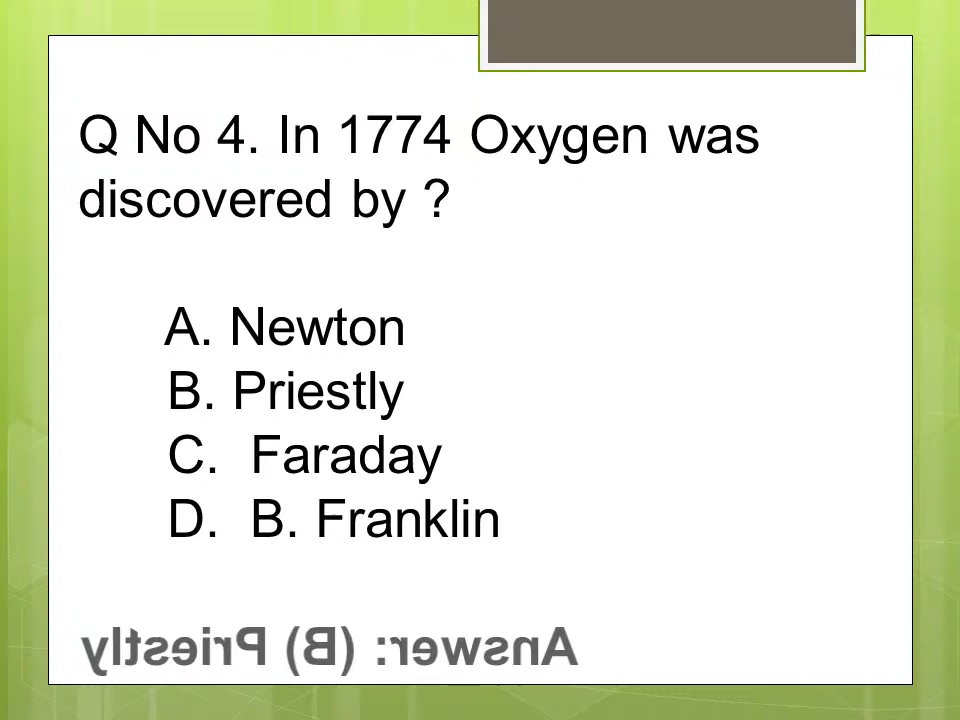 Q No 4. In 1774 Oxygen was
discovered by ?
A. Newton
B. Priestly
C. Faraday
D. B. Franklin
Answer: (B) Priestly